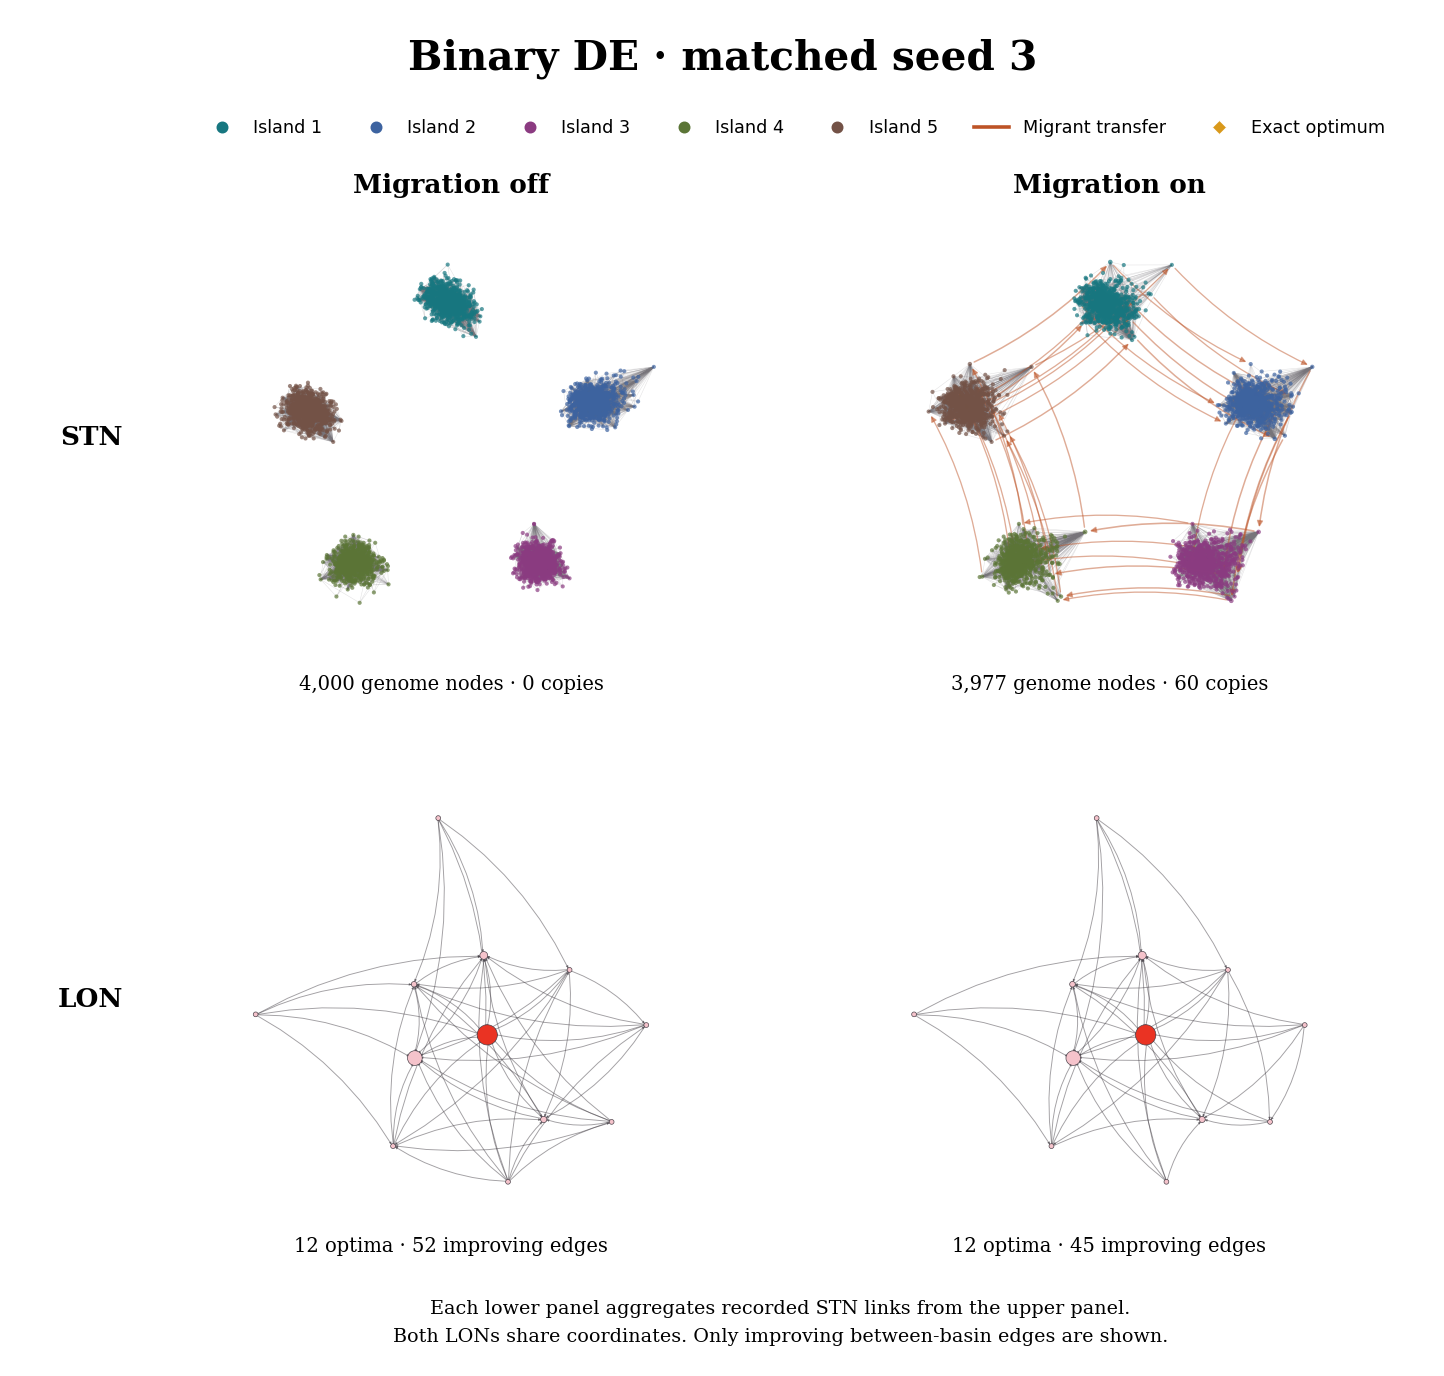 Binary DE · matched seed 3
Island 1 Island 2 Island 3 Island 4 Island 5 Migrant transfer Exact optimum
Migration off Migration on
STN
4,000 genome nodes · 0 copies 3,977 genome nodes · 60 copies
LON
12 optima · 52 improving edges 12 optima · 45 improving edges
Each lower panel aggregates recorded STN links from the upper panel.
Both LONs share coordinates. Only improving between-basin edges are shown.